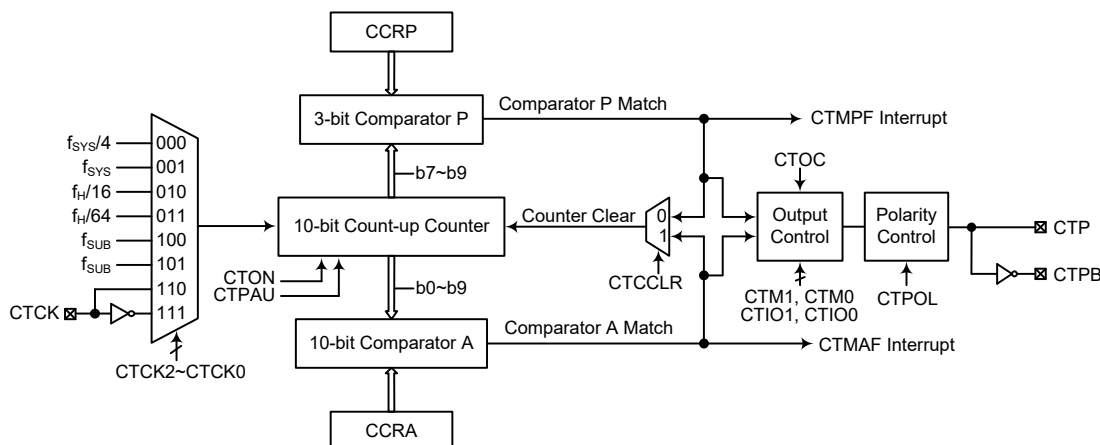 CCRP
3-bit Comparator P
Comparator P Match
CTMPF Interrupt
b7~b9
fSYS/4
fSYS
fH/16
fH/64
fSUB
fSUB
000
001
010
011
100
101
110
111
CTCK
CTCK2~CTCK0
10-bit Count-up Counter
CTON
CTPAU
b0~b9
Counter Clear
0
1
CTCCLR
CTOC
Output
Control
CTM1, CTM0
CTIO1, CTIO0
Polarity
Control
CTPOL
CTP
CTPB
10-bit Comparator A
Comparator A Match
CTMAF Interrupt
CCRA